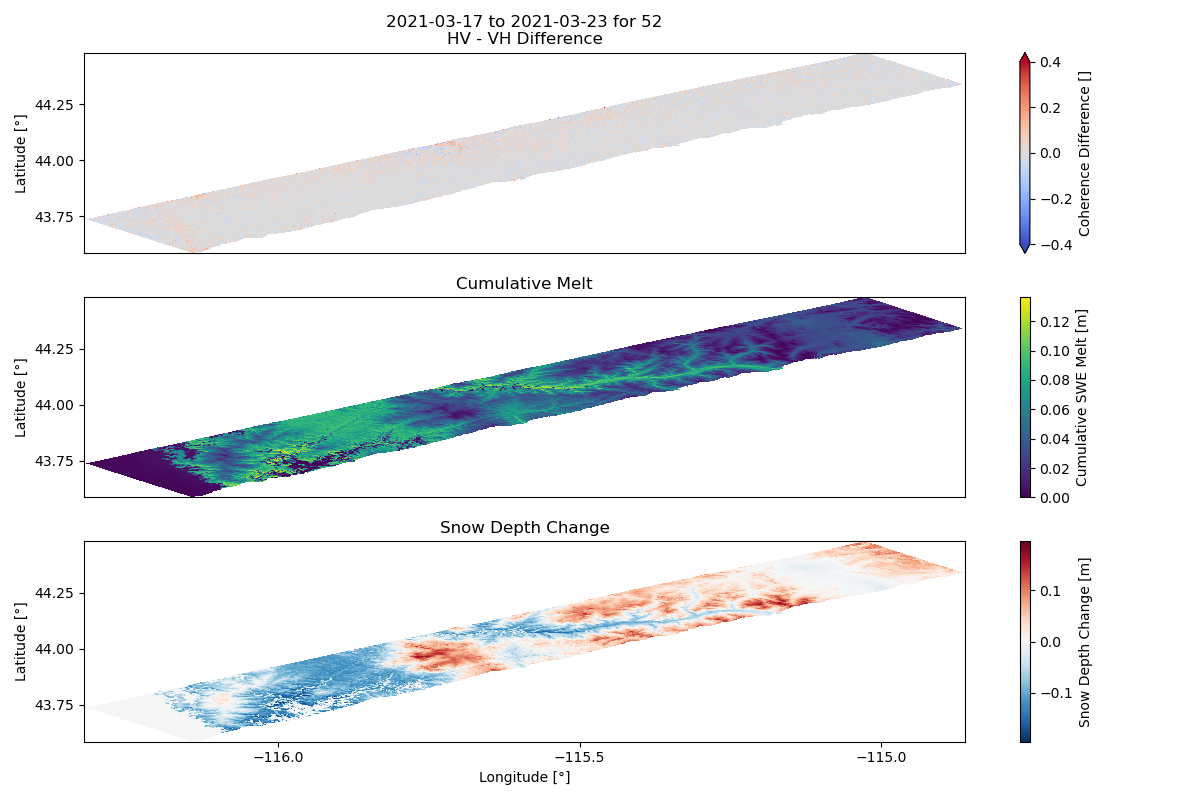 2021-03-17 to 2021-03-23 for 52
HV - VH Difference
44.25
44.00
43.75
Latitude [°]
0.4
0.2
0.0
−0.2
−0.4
Coherence Difference []
Cumulative Melt
44.25
44.00
43.75
Latitude [°]
0.12
0.10
0.08
0.06
0.04
0.02
0.00
Cumulative SWE Melt [m]
Snow Depth Change
44.25
44.00
43.75
Latitude [°]
0.1
0.0
−0.1
Snow Depth Change [m]
−116.0
−115.5
−115.0
Longitude [°]